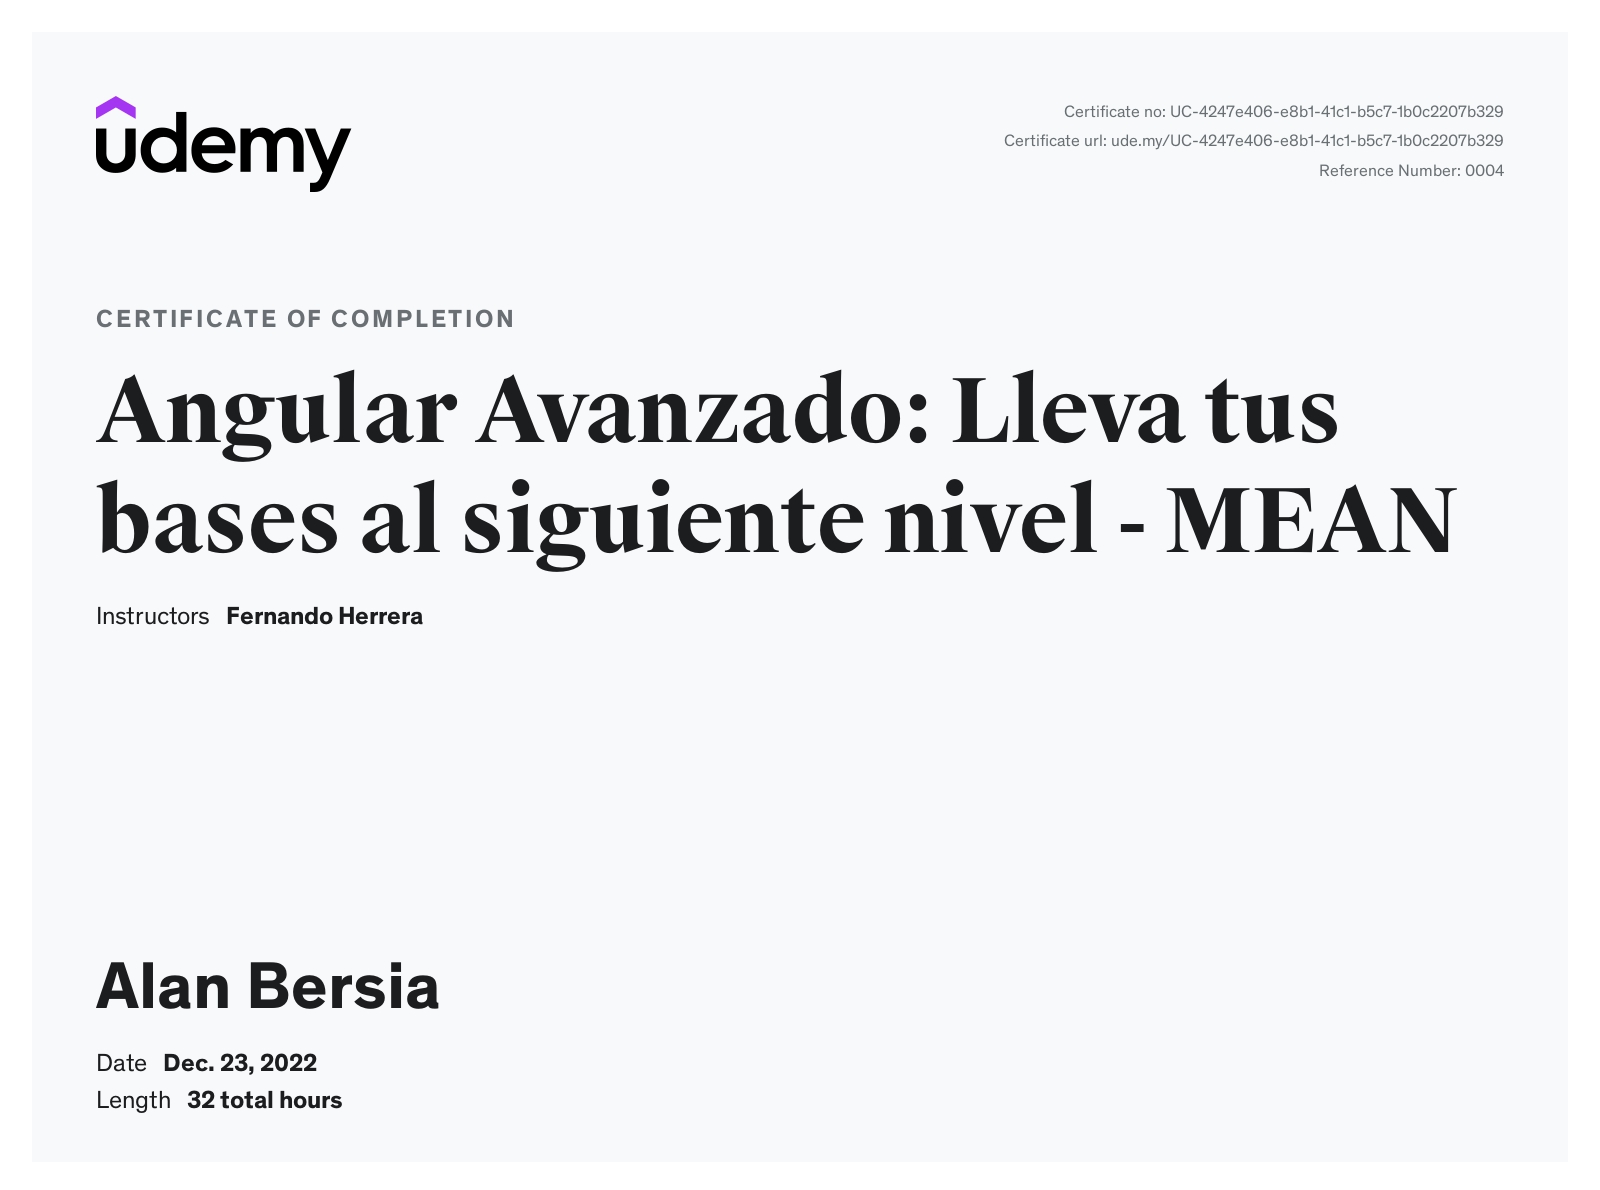 udemy
Certificate no: UC-4247e406-e8b1-41c1-b5c7-1b0c2207b329
Certificate url: ude.my/UC-4247e406-e8b1-41c1-b5c7-1b0c2207b329
Reference Number: 0004
CERTIFICATE OF COMPLETION
Angular Avanzado: Lleva tus
bases al siguiente nivel - MEAN
Instructors Fernando Herrera
Alan Bersia
Date Dec. 23, 2022
Length 32 total hours